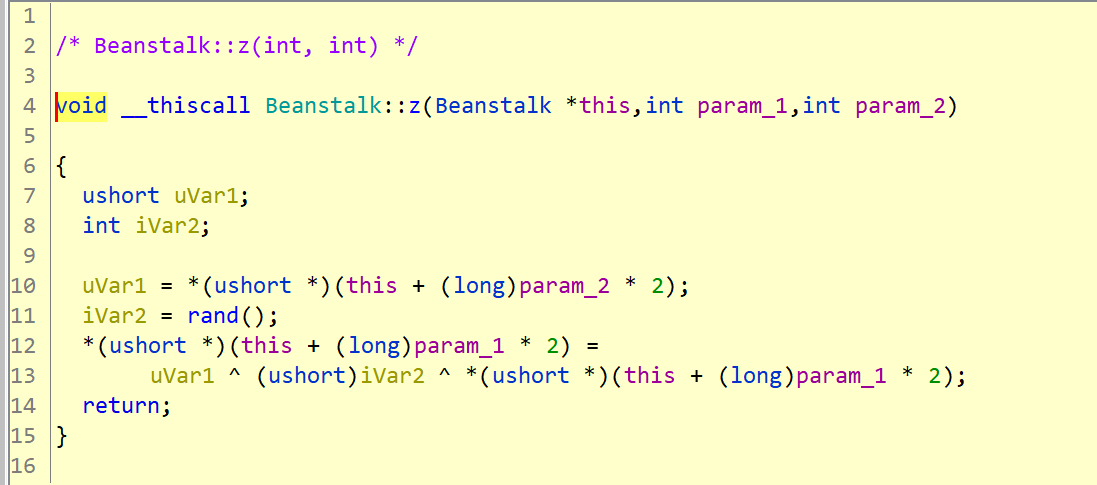 1
2 /* Beanstalk::z(int, int) */
3
4 void __thiscall Beanstalk::z(Beanstalk *this,int param_1,int param_2)
5
6 {
7   ushort uVar1;
8   int iVar2;
9
10   uVar1 = *(ushort *)(this + (long)param_2 * 2);
11   iVar2 = rand();
12   *(ushort *)(this + (long)param_1 * 2) =
13        uVar1 ^ (ushort)iVar2 ^ *(ushort *)(this + (long)param_1 * 2);
14   return;
15 }
16